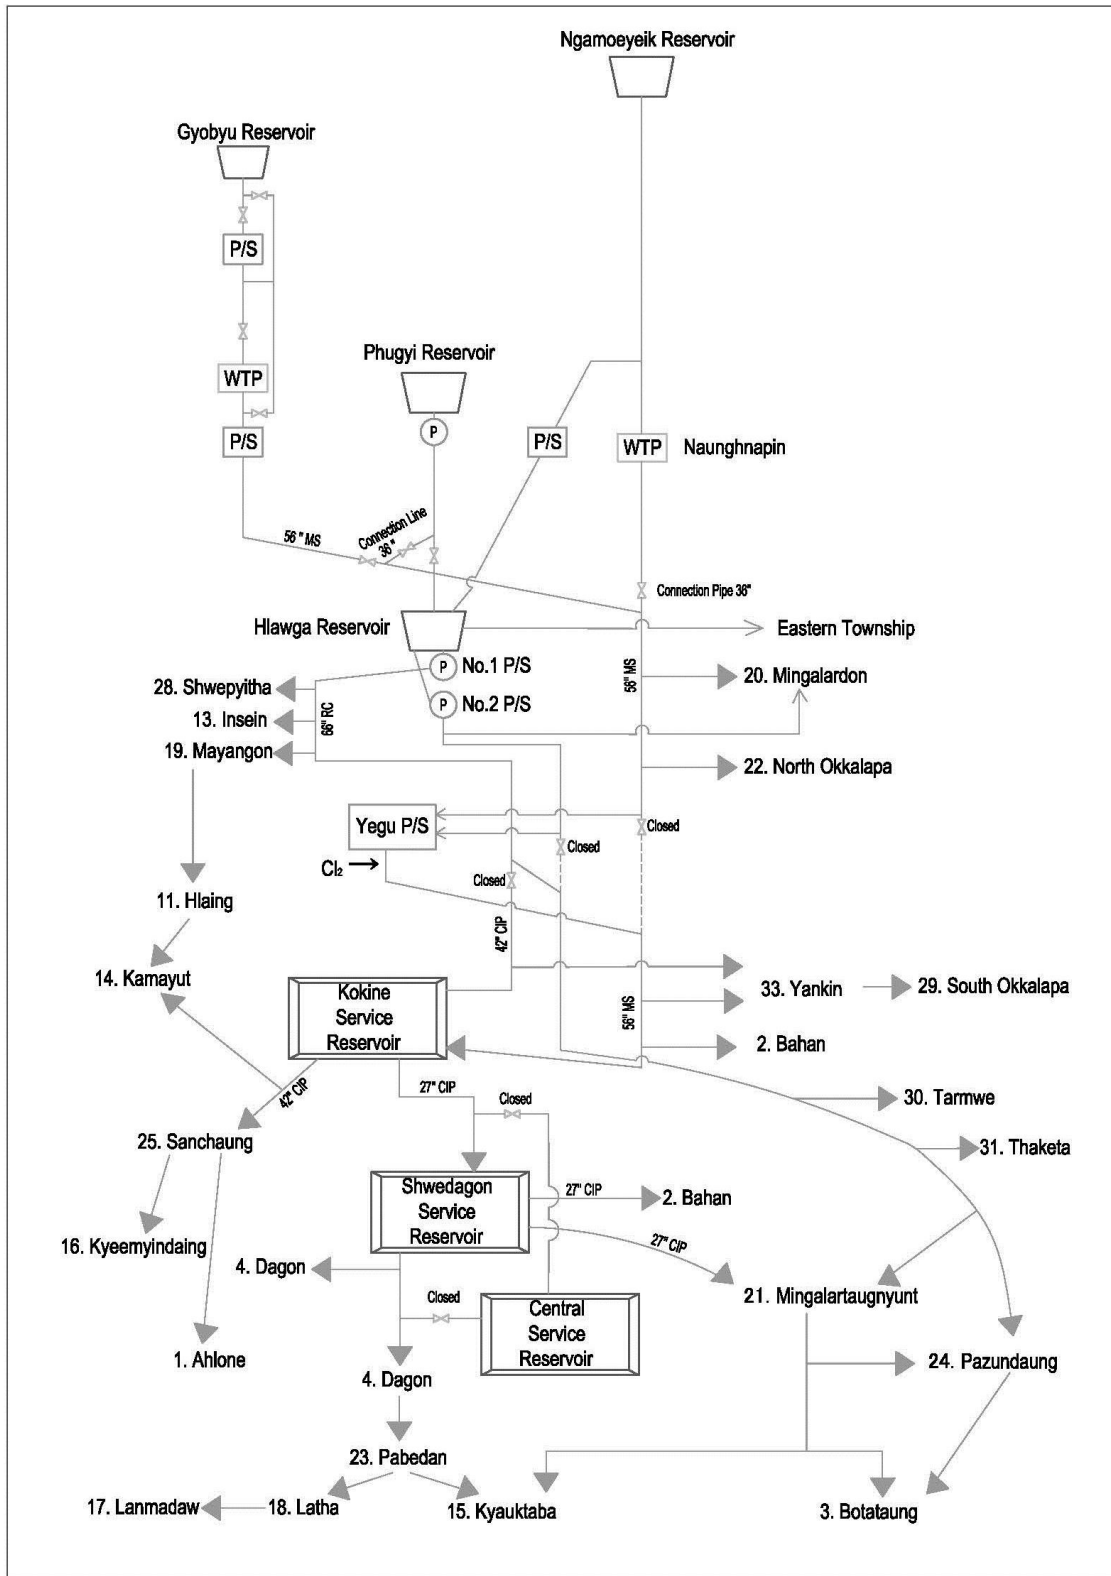 Ngamoeyeik Reservoir
Gyobyu Reservoir
P/S
Phugyi Reservoir
WTP
P
P/S
P/S
WTP
Naunghnapin
56 " MS
Connection Line
36 "
Connection Pipe 36"
Hlawga Reservoir
Eastern Township
P
No.1 P/S
28. Shwepyitha
56" MS
20. Mingalardon
P
No.2 P/S
13. Insein
66" RC
19. Mayangon
22. North Okkalapa
Yegu P/S
Closed
Closed
Cl₂
Closed
11. Hlaing
42" CIP
14. Kamayut
Kokine
Service
Reservoir
33. Yankin
29. South Okkalapa
56" MS
2. Bahan
42" CIP
27" CIP
Closed
30. Tarmwe
25. Sanchaung
31. Thaketa
Shwedagon
Service
Reservoir
27" CIP
2. Bahan
16. Kyeemyindaing
27" CIP
4. Dagon
21. Mingalartaugnyunt
Closed
Central
Service
Reservoir
1. Ahlone
24. Pazundaung
4. Dagon
23. Pabedan
17. Lanmadaw
18. Latha
15. Kyauktaba
3. Botataung